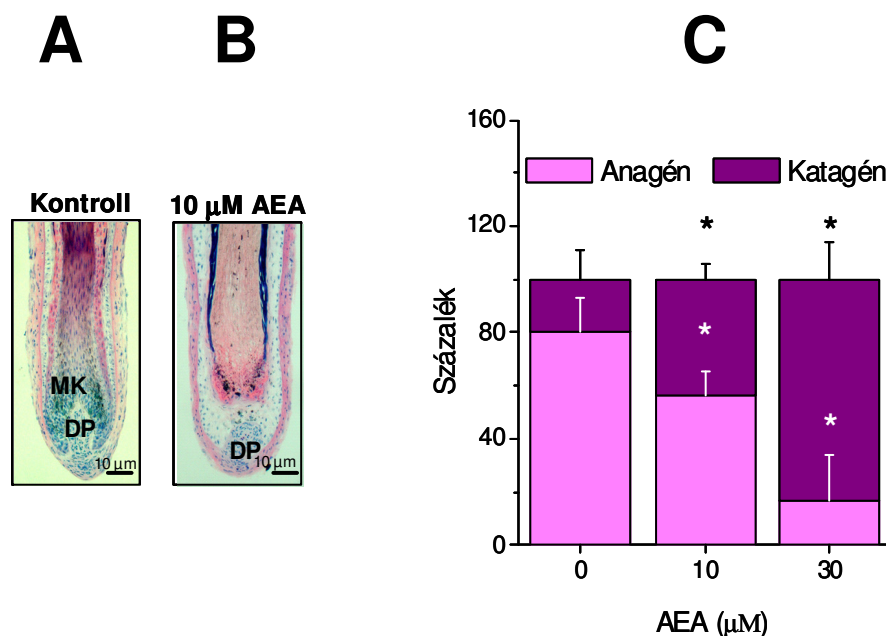 A B C
Kontroll
10 µM AEA
MK
DP
10 µm
DP
10 µm
160
120
80
40
0
Százalék
Anagén Katagén
*
*
*
*
0 10 30
AEA (µM)